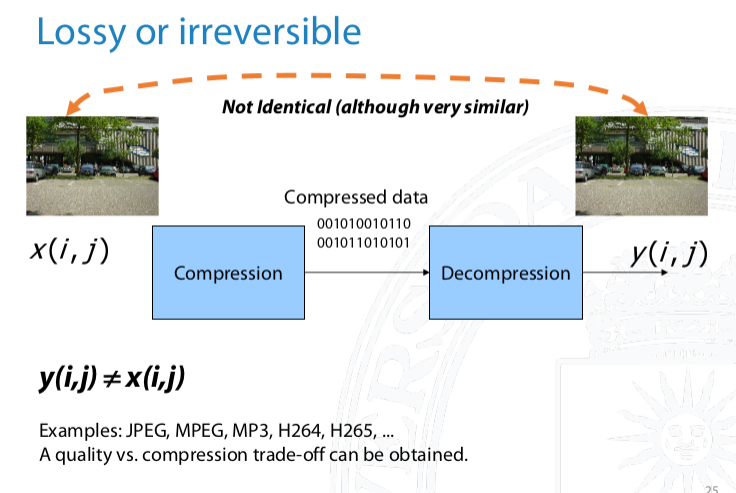 Lossy or irreversible
Not Identical (although very similar)
Compressed data
001010010110
001011010101
x(i,j)
Compression
Decompression
y(i,j)
y(i,j) ≠ x(i,j)
Examples: JPEG, MPEG, MP3, H264, H265, ...
A quality vs. compression trade-off can be obtained.
25